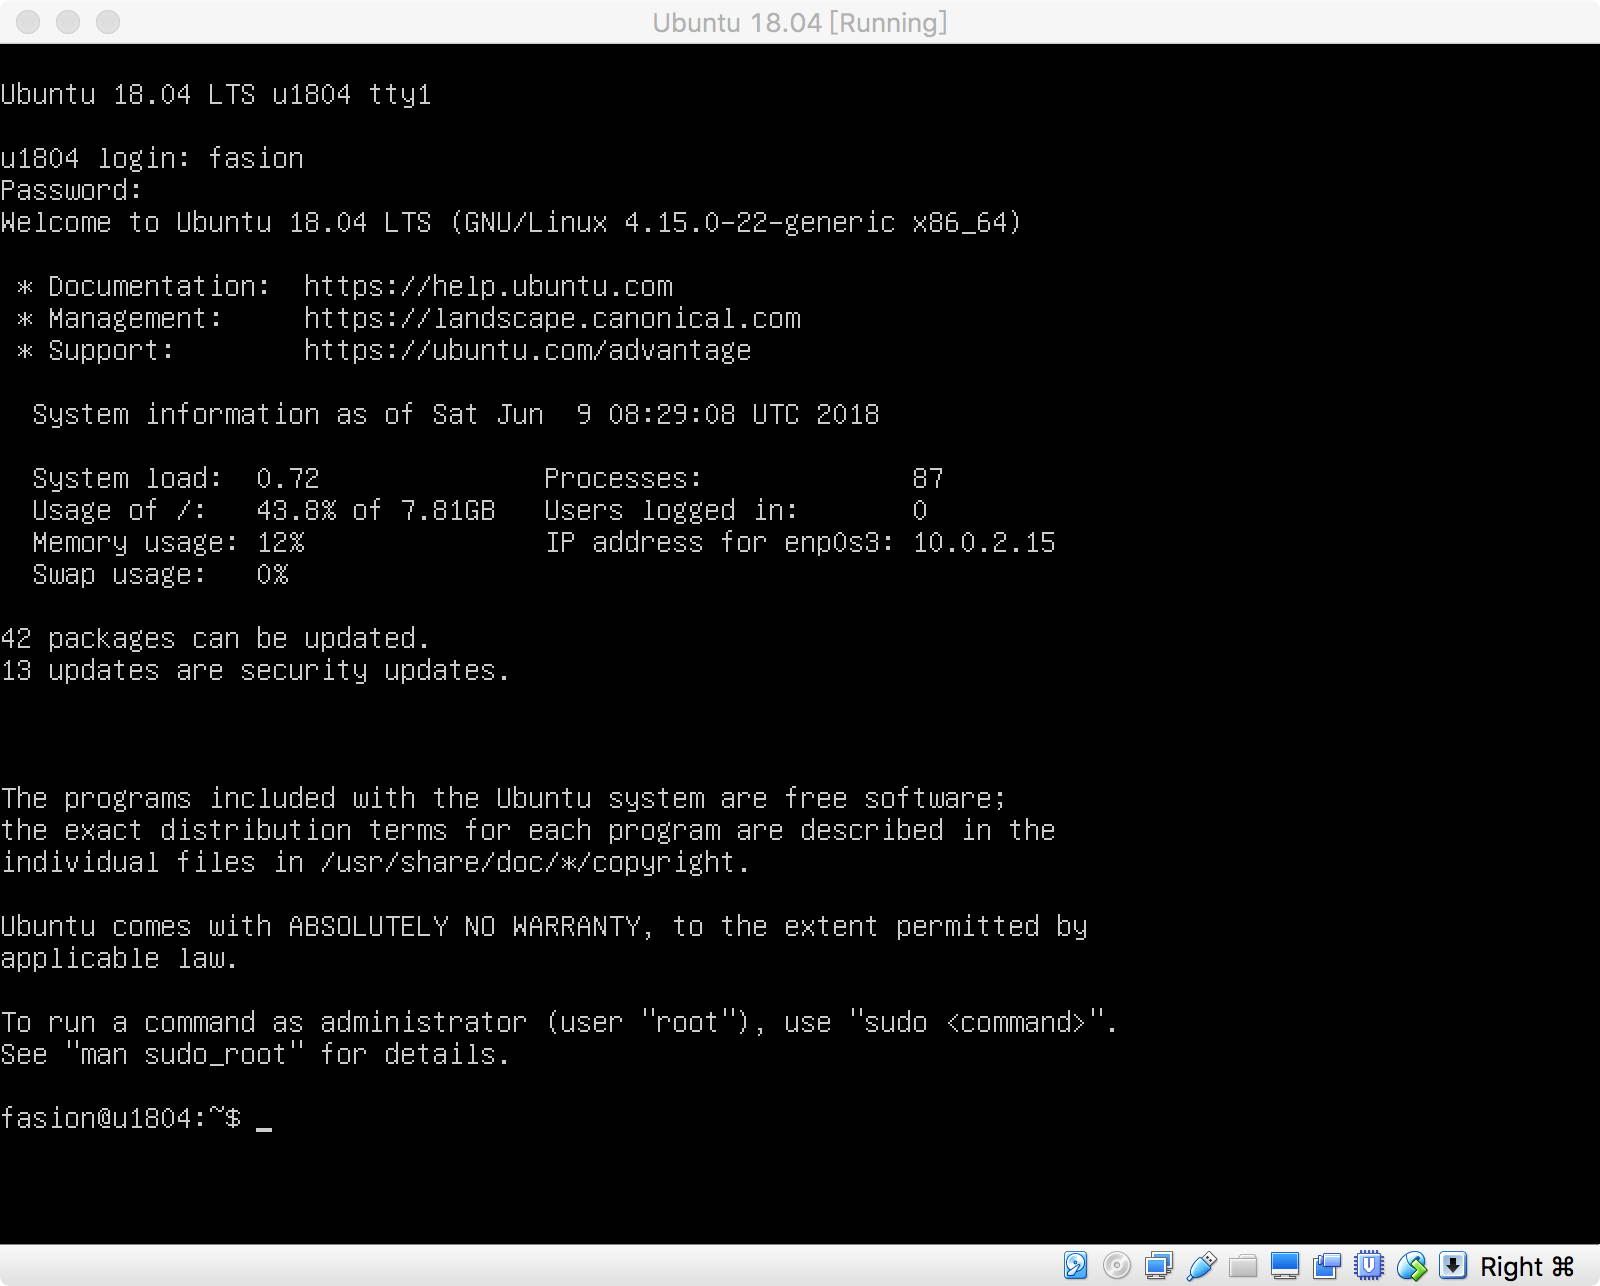 Ubuntu 18.04 [Running]
Ubuntu 18.04 LTS u1804 tty1
u1804 login: fasion
Password:
Welcome to Ubuntu 18.04 LTS (GNU/Linux 4.15.0-22-generic x86_64)
* Documentation:  https://help.ubuntu.com
* Management:     https://landscape.canonical.com
* Support:        https://ubuntu.com/advantage
System information as of Sat Jun  9 08:29:08 UTC 2018
System load:  0.72              Processes:             87
Usage of /:   43.8% of 7.81GB   Users logged in:       0
Memory usage: 12%               IP address for enp0s3: 10.0.2.15
Swap usage:   0%
42 packages can be updated.
13 updates are security updates.
The programs included with the Ubuntu system are free software;
the exact distribution terms for each program are described in the
individual files in /usr/share/doc/*/copyright.
Ubuntu comes with ABSOLUTELY NO WARRANTY, to the extent permitted by
applicable law.
To run a command as administrator (user "root"), use "sudo <command>".
See "man sudo_root" for details.
fasion@u1804:~$ _
Right ⌘